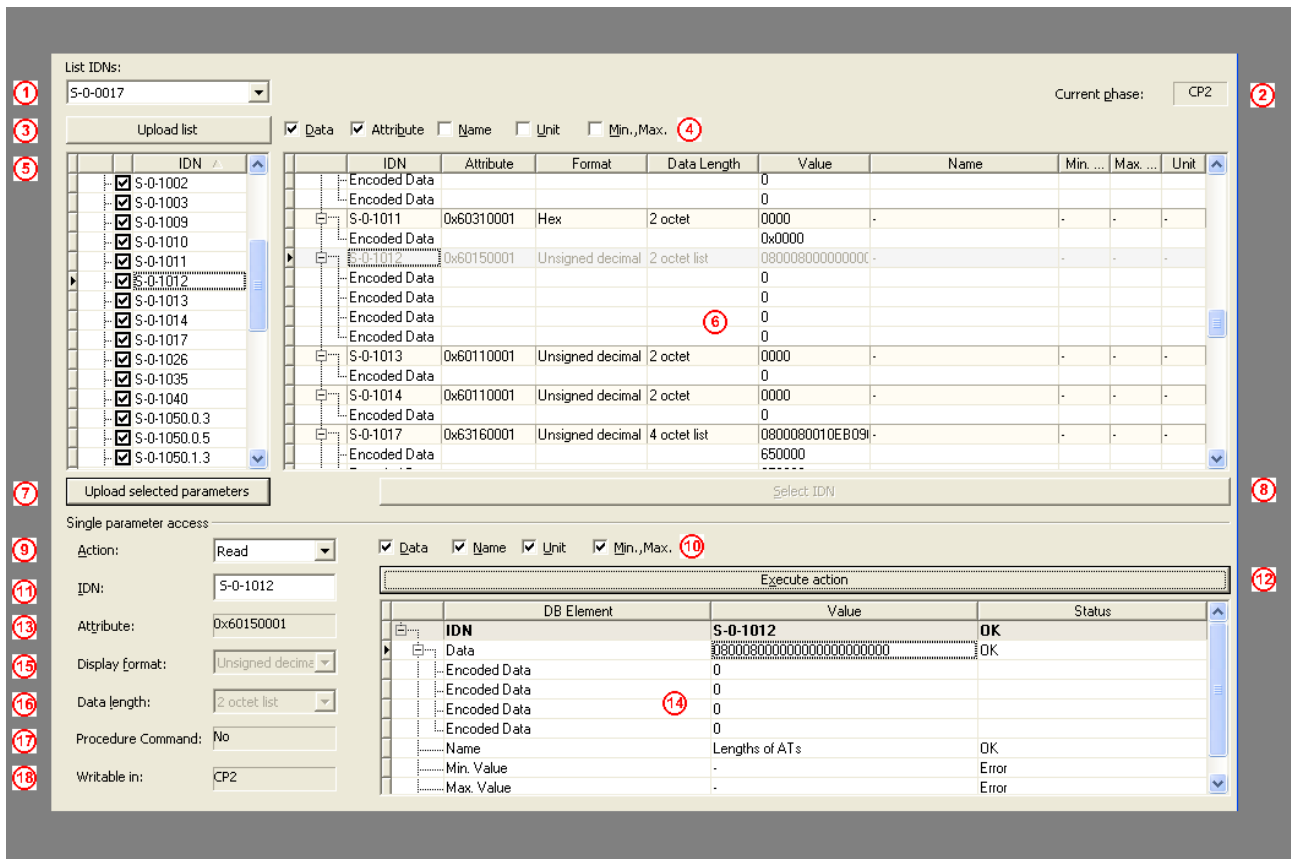 List IDNs:
1 S-0-0017 Current phase: CP2 2
3 Upload list Data Attribute Name Unit Min.,Max. 4
5 IDN IDN Attribute Format Data Length Value Name Min. ... Max. ... Unit
S-0-1002 Encoded Data 0
S-0-1003 Encoded Data 0
S-0-1009 S-0-1011 0x60310001 Hex 2 octet 0000 - - - -
S-0-1010 Encoded Data 0x0000
S-0-1011 S-0-1012 0x60150001 Unsigned decimal 2 octet list 080008000000000C - - - -
S-0-1012 Encoded Data 0
S-0-1013 Encoded Data 0
S-0-1014 Encoded Data 0 6
S-0-1017 Encoded Data 0
S-0-1026 S-0-1013 0x60110001 Unsigned decimal 2 octet 0000 - - - -
S-0-1035 Encoded Data 0
S-0-1040 S-0-1014 0x60110001 Unsigned decimal 2 octet 0000 - - - -
S-0-1050.0.3 Encoded Data 0
S-0-1050.0.5 S-0-1017 0x63160001 Unsigned decimal 4 octet list 0800080010EB09 - - - -
S-0-1050.1.3 Encoded Data 650000
7 Upload selected parameters Select IDN 8
Single parameter access
9 Action: Read Data Name Unit Min.,Max. 10
11 IDN: S-0-1012 Execute action 12
13 Attribute: 0x60150001 DB Element Value Status
IDN S-0-1012 OK
15 Display format: Unsigned decima Data 080008000000000000000000 OK
Encoded Data 0
16 Data length: 2 octet list Encoded Data 0 14
Encoded Data 0
17 Procedure Command: No Encoded Data 0
Name Lengths of ATs OK
18 Writable in: CP2 Min. Value - Error
Max. Value - Error